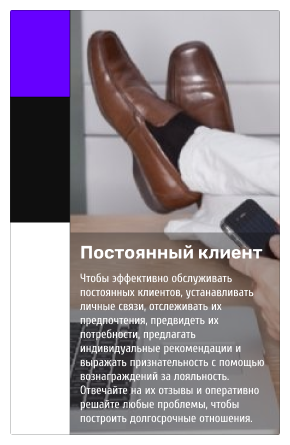 Постоянный клиент
Чтобы эффективно обслуживать
постоянных клиентов, устанавливать
личные связи, отслеживать их
предпочтения, предвидеть их
потребности, предлагать
индивидуальные рекомендации и
выражать признательность с помощью
вознаграждений за лояльность.
Отвечайте на их отзывы и оперативно
решайте любые проблемы, чтобы
построить долгосрочные отношения.